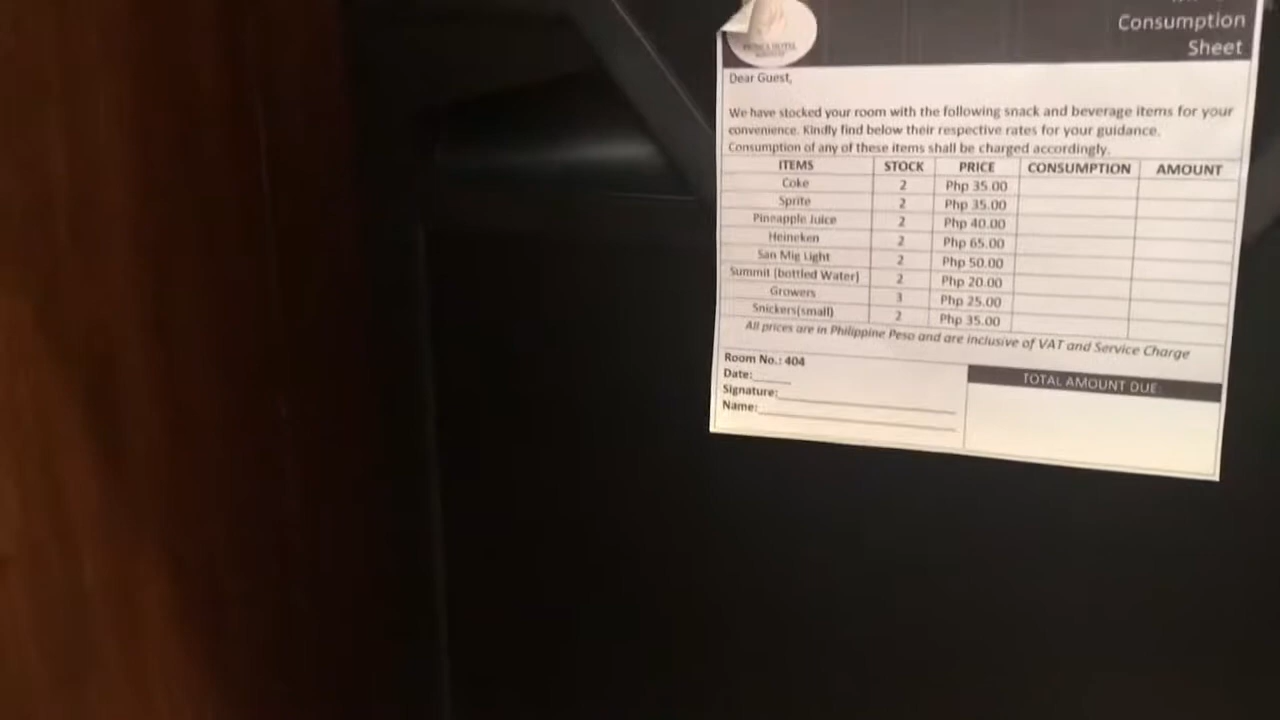 Consumption
Sheet
Dear Guest,
We have stocked your room with the following snack and beverage items for your
convenience. Kindly find below their respective rates for your guidance.
Consumption of any of these items shall be charged accordingly.
ITEMS STOCK PRICE CONSUMPTION AMOUNT
Coke 2 Php 35.00
Sprite 2 Php 35.00
Pineapple Juice 2 Php 40.00
Heineken 2 Php 65.00
San Mig Light 2 Php 50.00
Summit (bottled Water) 2 Php 20.00
Growers 3 Php 25.00
Snickers(small) 2 Php 35.00
All prices are in Philippine Peso and are inclusive of VAT and Service Charge
Room No.: 404
Date:
Signature:
Name:
TOTAL AMOUNT DUE: